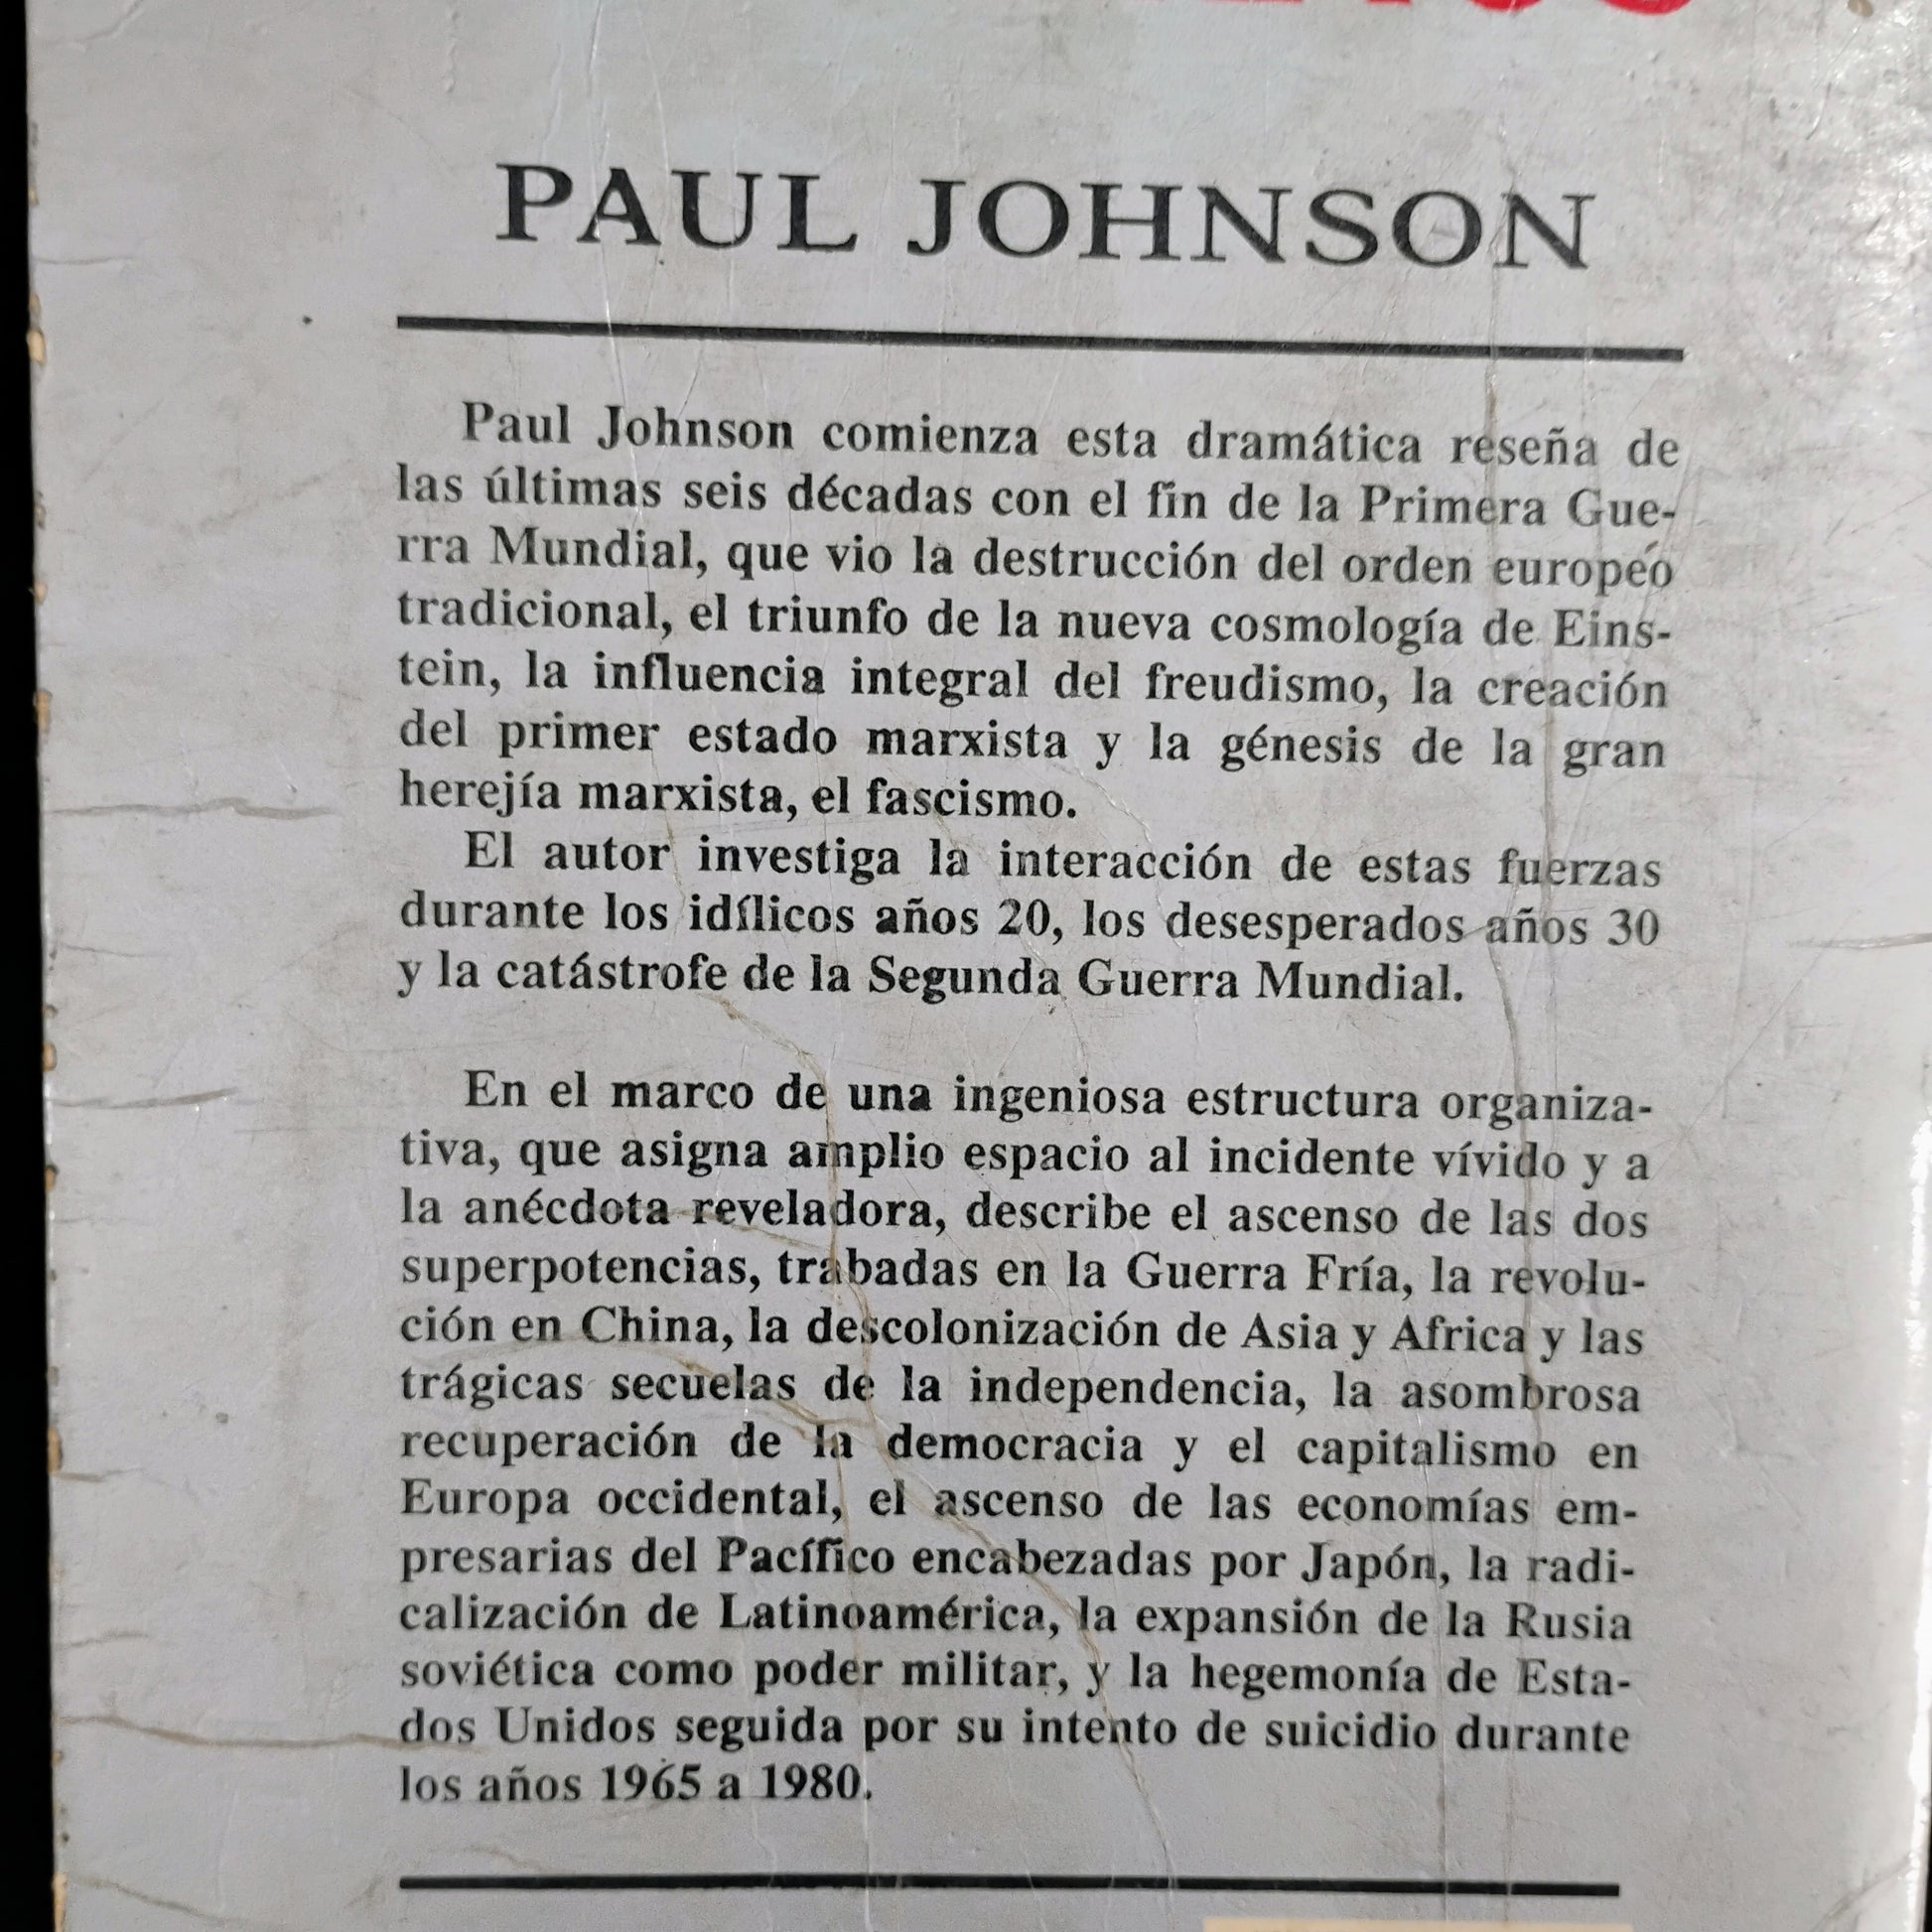 PAUL JOHNSON
Paul Johnson comienza esta dramática reseña de
las últimas seis décadas con el fin de la Primera Gue-
rra Mundial, que vio la destrucción del orden europeo
tradicional, el triunfo de la nueva cosmología de Eins-
tein, la influencia integral del freudismo, la creación
del primer estado marxista y la génesis de la gran
herejía marxista, el fascismo.
El autor investiga la interacción de estas fuerzas
durante los idílicos años 20, los desesperados años 30
y la catástrofe de la Segunda Guerra Mundial.
En el marco de una ingeniosa estructura organiza-
tiva, que asigna amplio espacio al incidente vívido y a
la anécdota reveladora, describe el ascenso de las dos
superpotencias, trabadas en la Guerra Fría, la revolu-
ción en China, la descolonización de Asia y Africa y las
trágicas secuelas de la independencia, la asombrosa
recuperación de la democracia y el capitalismo en
Europa occidental, el ascenso de las economías em-
presarias del Pacífico encabezadas por Japón, la radi-
calización de Latinoamérica, la expansión de la Rusia
soviética como poder militar, y la hegemonía de Esta-
dos Unidos seguida por su intento de suicidio durante
los años 1965 a 1980.